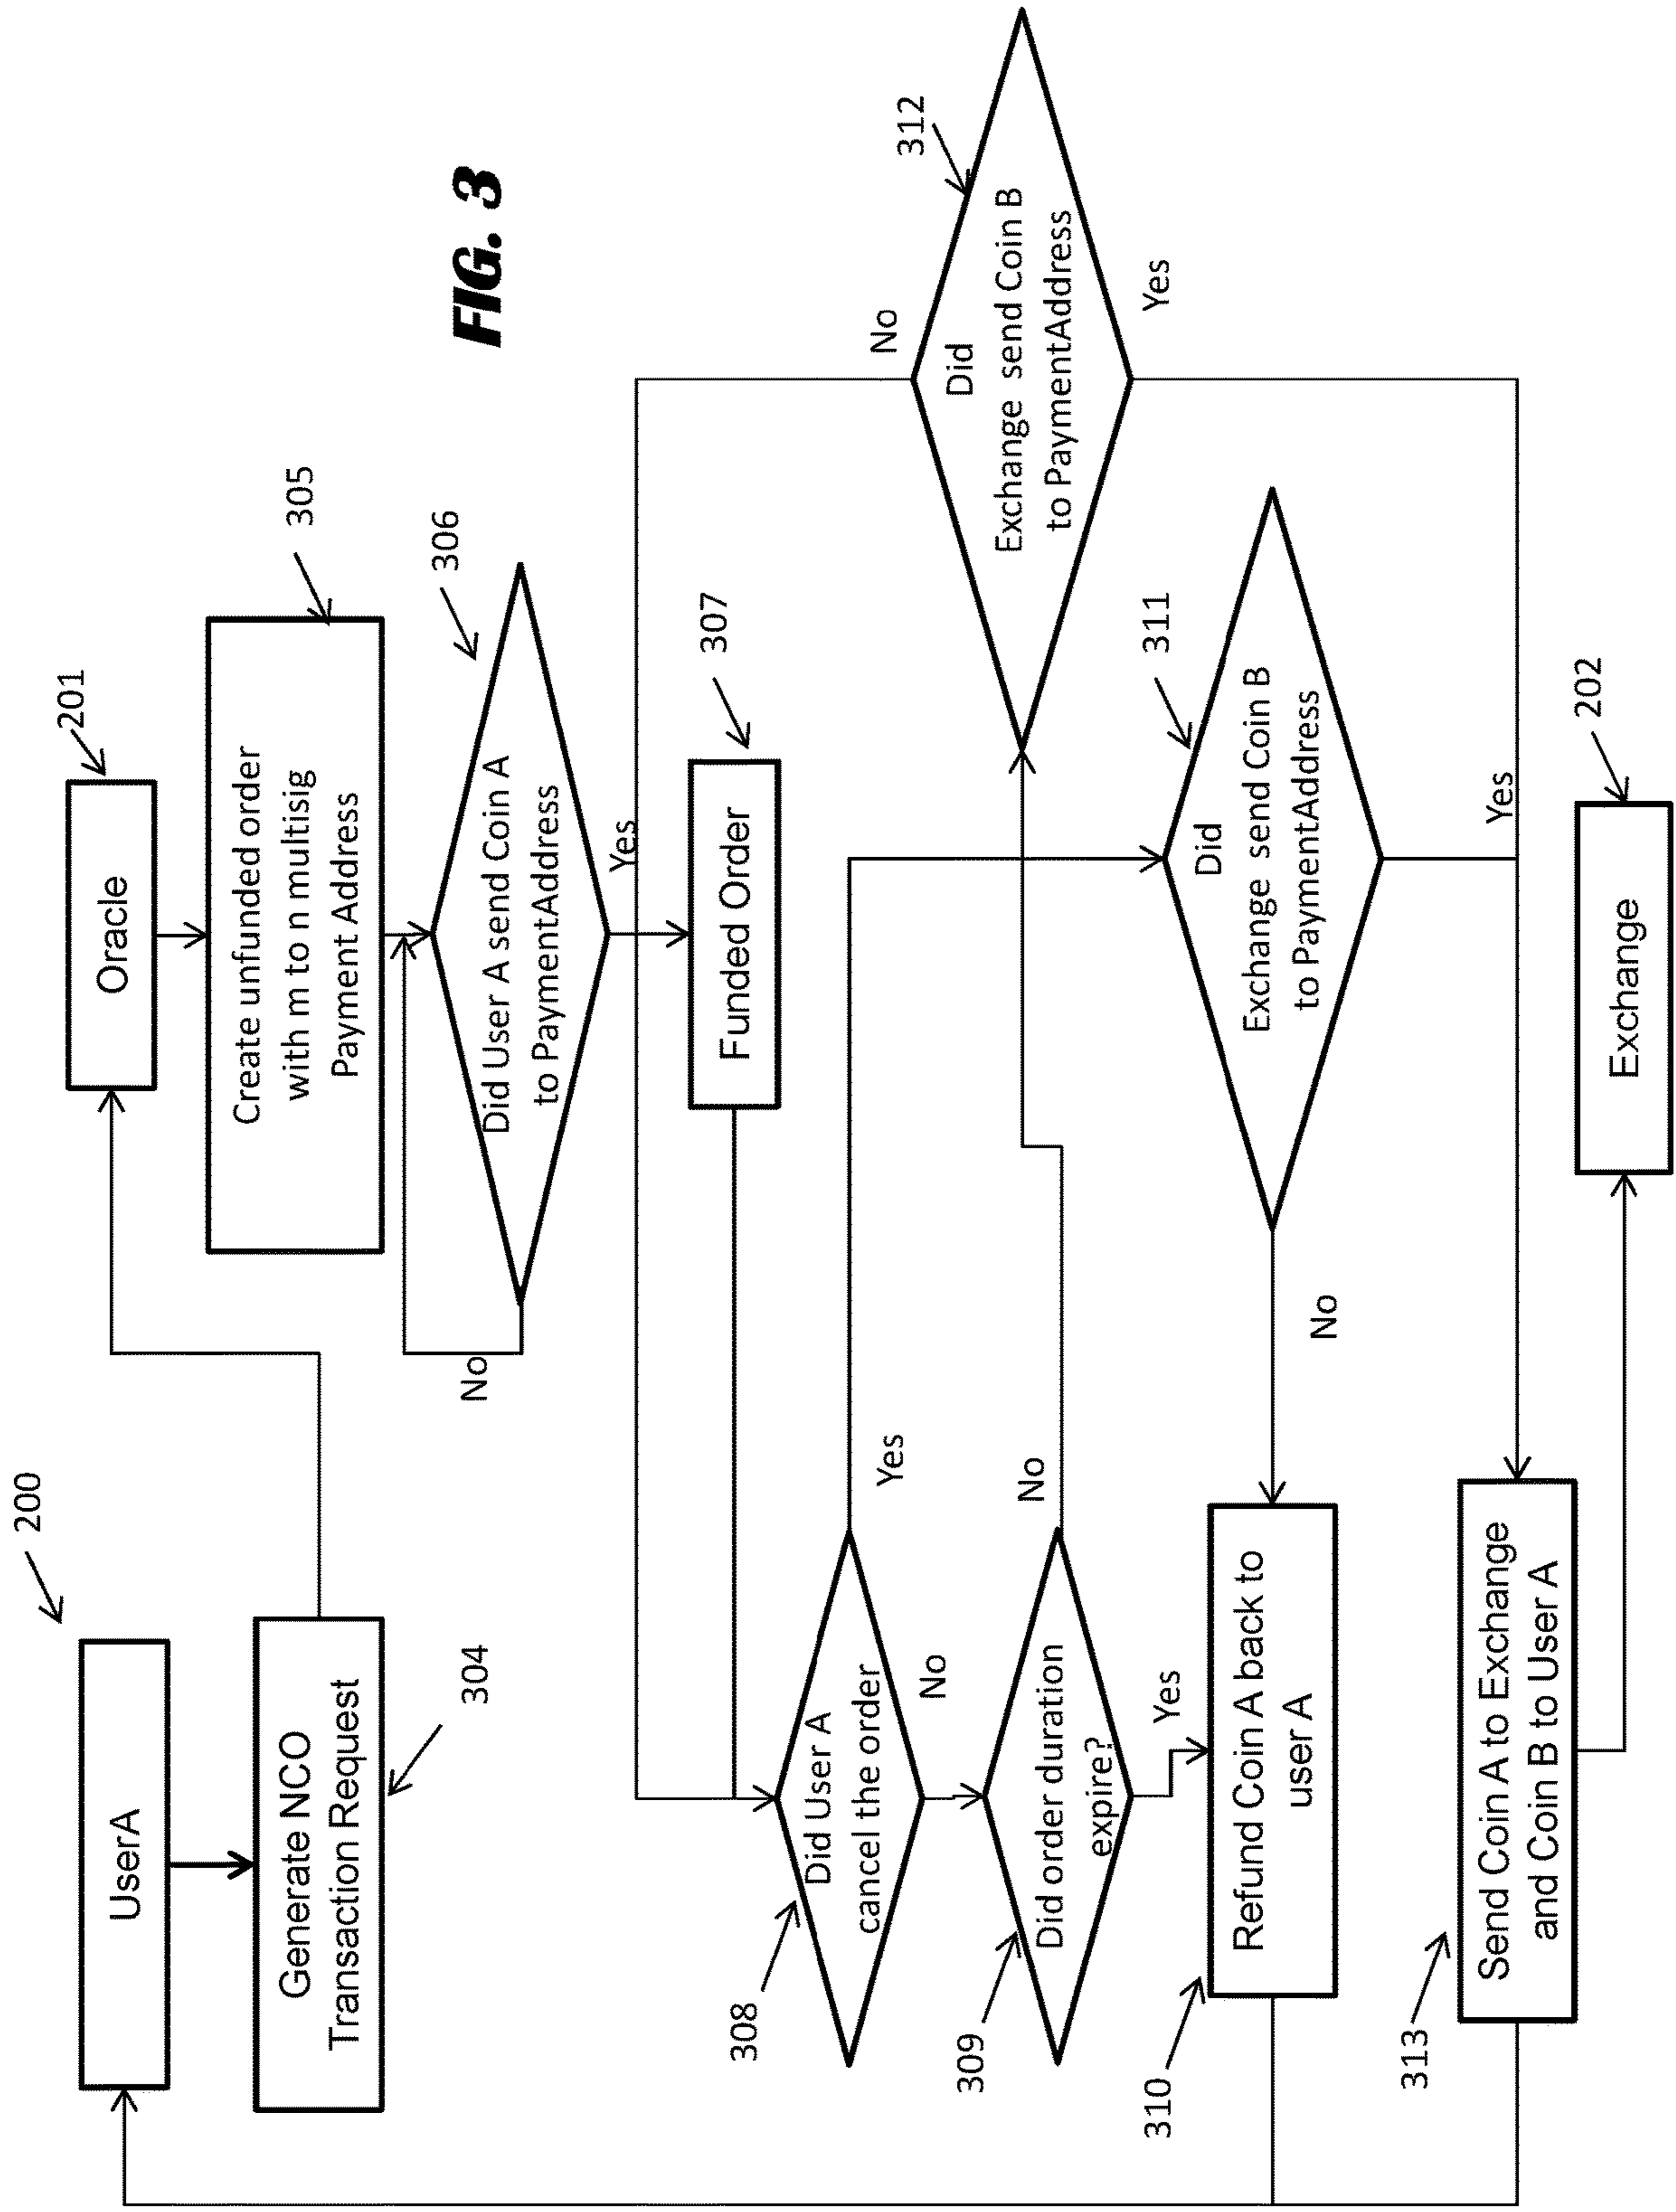 200
UserA
Generate NCO
Transaction Request
304
201
Oracle
Create unfunded order
with m to n multisig
Payment Address
305
Did User A send Coin A
to PaymentAddress
306
No
Yes
Funded Order
307
FIG. 3
308
Did User A
cancel the order
Yes
No
309
Did order duration
expire?
No
Yes
312
Did
Exchange send Coin B
to PaymentAddress
No
Yes
311
Did
Exchange send Coin B
to PaymentAddress
No
Yes
310
Refund Coin A back to
user A
313
Send Coin A to Exchange
and Coin B to User A
Exchange
202